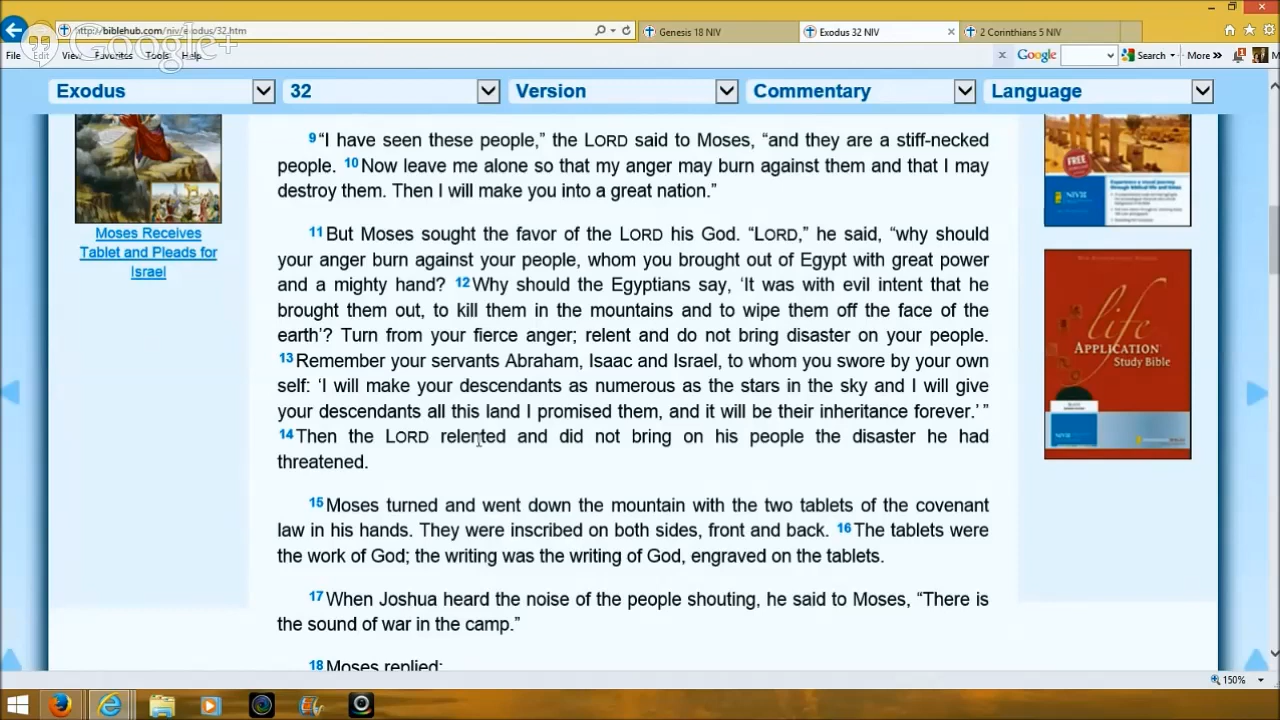 http://biblehub.com/niv/exodus/32.htm
Genesis 18 NIV
Exodus 32 NIV
2 Corinthians 5 NIV
Google+
File Edit View Favorites Tools Help
Google
Search
More »
Exodus
32
Version
Commentary
Language
9 “I have seen these people,” the LORD said to Moses, “and they are a stiff-necked
people. 10 Now leave me alone so that my anger may burn against them and that I may
destroy them. Then I will make you into a great nation.”
11 But Moses sought the favor of the LORD his God. “LORD,” he said, “why should
your anger burn against your people, whom you brought out of Egypt with great power
and a mighty hand? 12 Why should the Egyptians say, ‘It was with evil intent that he
brought them out, to kill them in the mountains and to wipe them off the face of the
earth’? Turn from your fierce anger; relent and do not bring disaster on your people.
13 Remember your servants Abraham, Isaac and Israel, to whom you swore by your own
self: ‘I will make your descendants as numerous as the stars in the sky and I will give
your descendants all this land I promised them, and it will be their inheritance forever.’ ”
14 Then the LORD relented and did not bring on his people the disaster he had
threatened.
15 Moses turned and went down the mountain with the two tablets of the covenant
law in his hands. They were inscribed on both sides, front and back. 16 The tablets were
the work of God; the writing was the writing of God, engraved on the tablets.
17 When Joshua heard the noise of the people shouting, he said to Moses, “There is
the sound of war in the camp.”
18 Moses replied:
Moses Receives
Tablet and Pleads for
Israel
FREE
NIV
life
APPLICATION
Study Bible
NIV
150%